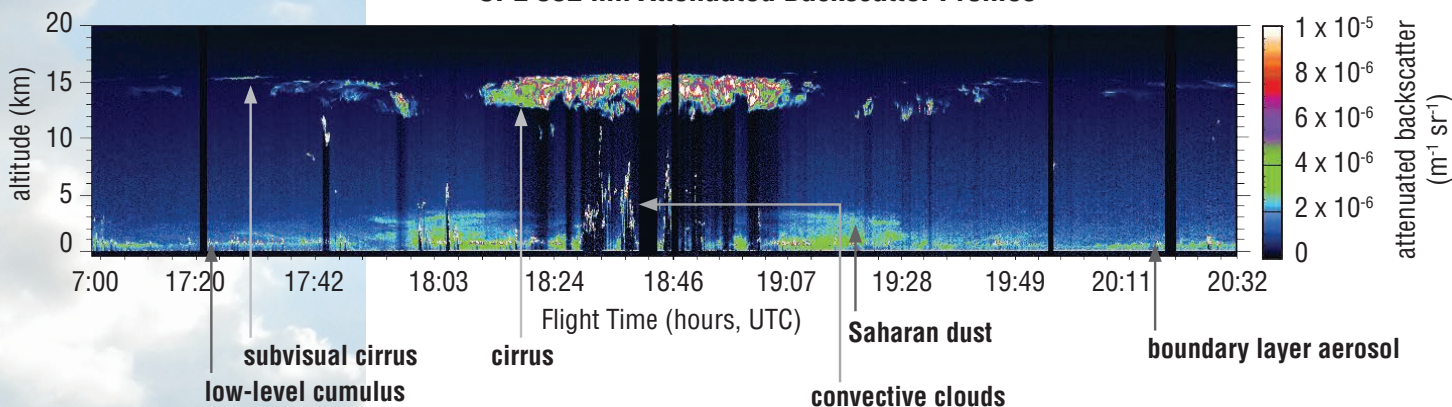 20
15
10
5
0
altitude (km)
7:00 17:20 17:42 18:03 18:24 18:46 19:07 19:28 19:49 20:11 20:32
Flight Time (hours, UTC)
1 x 10⁻⁵
8 x 10⁻⁶
6 x 10⁻⁶
4 x 10⁻⁶
2 x 10⁻⁶
0
attenuated backscatter
(m⁻¹ sr⁻¹)
subvisual cirrus
low-level cumulus
cirrus
Saharan dust
convective clouds
boundary layer aerosol